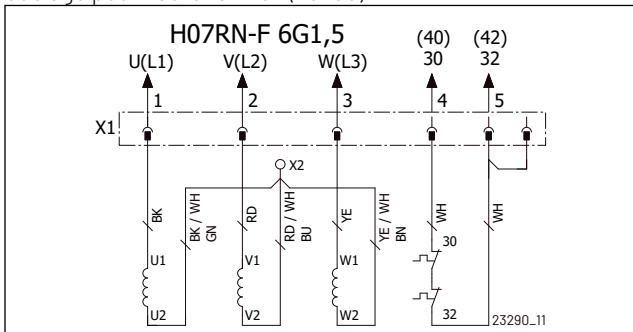 H07RN-F 6G1,5
(40) (42)
U(L1) V(L2) W(L3) 30 32
1 2 3 4 5
X1
X2
BK
BK / WH
GN
RD
RD / WH
BU
YE
YE / WH
BN
WH
WH
30
U1 V1 W1
U2 V2 W2 32
23290_11